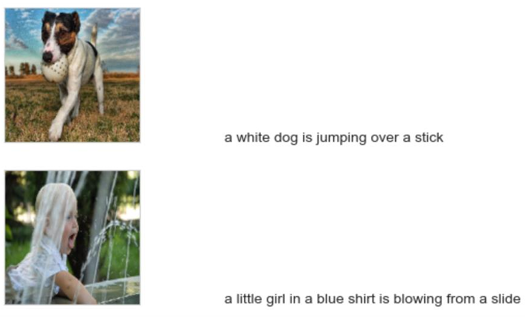 a white dog is jumping over a stick
a little girl in a blue shirt is blowing from a slide